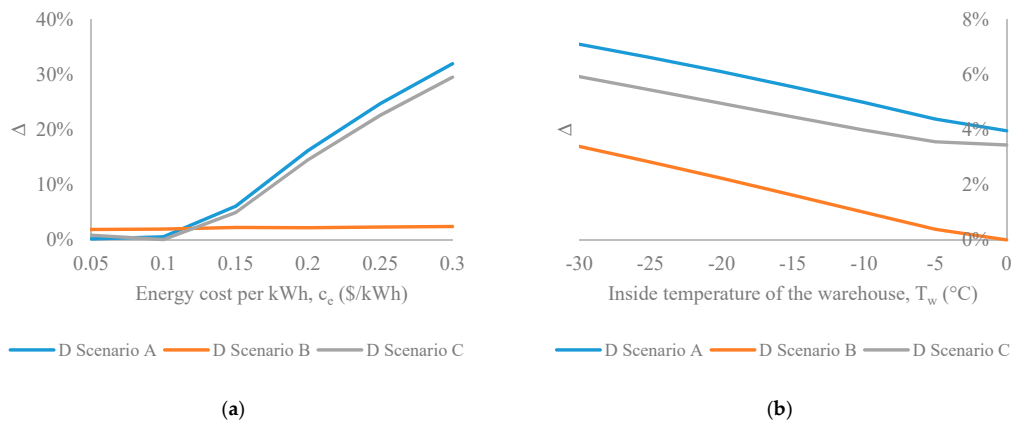 40%
30%
20%
10%
0%
Δ
0.05 0.1 0.15 0.2 0.25 0.3
Energy cost per kWh, cₑ ($/kWh)
D Scenario A D Scenario B D Scenario C
(a)
8%
6%
4%
2%
0%
Δ
-30 -25 -20 -15 -10 -5 0
Inside temperature of the warehouse, T_w (°C)
D Scenario A D Scenario B D Scenario C
(b)